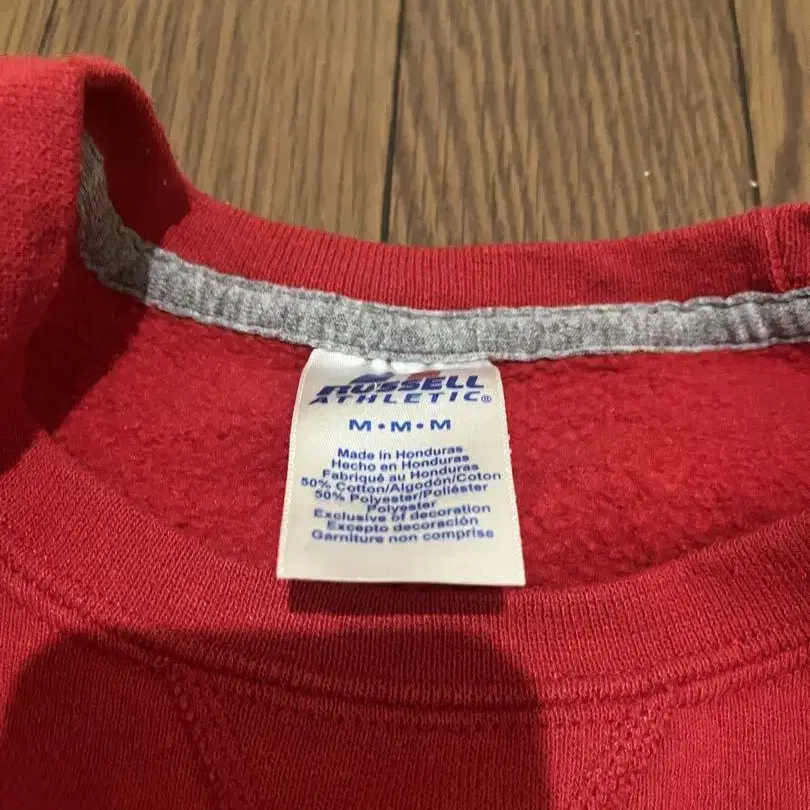 RUSSELL
ATHLETIC®
M•M•M
Made in Honduras
Hecho en Honduras
Fabriqué au Honduras
50% Cotton/Algodón/Coton
50% Polyester/Poliéster
Polyester
Exclusive of decoration
Excepto decoración
Garniture non comprise